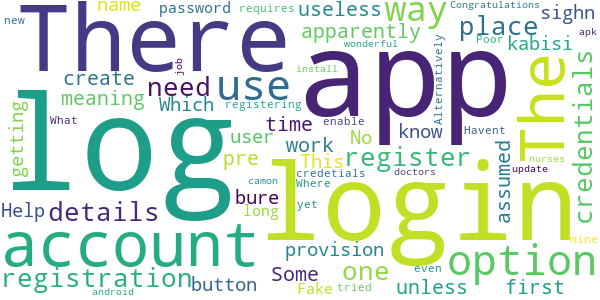 new
name
password
requires
Congratulations
There
useless
way
place
sighn
apparently
Poor
kabisi
apk
log
app
create
need
use
job
wonderful
Alternatively
meaning
Which
registering
install
time
enable
know
Havent
The
getting
What
user
No
work
This
register
assumed
credentials
pre
credetials
Where
doctors
nurses
update
login
Help
details
bure
long
camon
yet
account
provision
one
option
mine
registration
Some
even
unless
first
button
Fake
tried
android